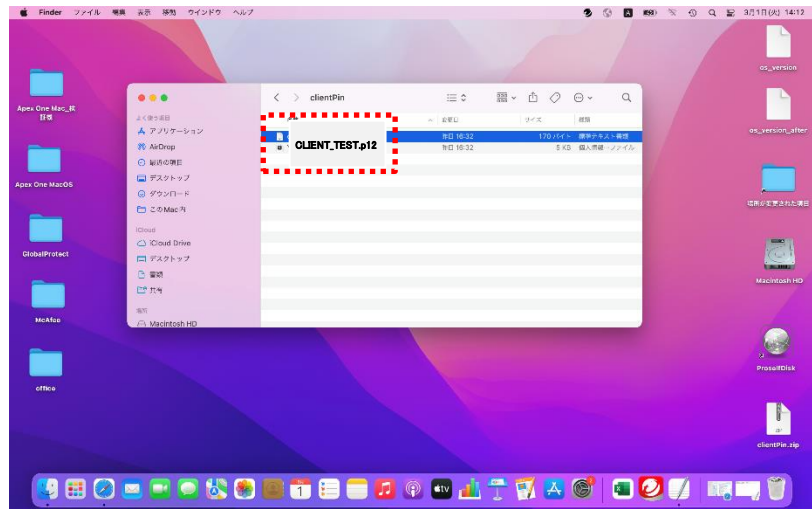 Finder ファイル 編集 表示 移動 ウインドウ ヘルプ
3月1日(火) 14:12
os_version
Apex One Mac_検
証版
os_version_after
Apex One MacOS
場所が変更された項目
GlobalProtect
Macintosh HD
McAfee
ProselfDisk
office
clientPin.zip
clientPin
よく使う項目
アプリケーション
AirDrop
最近の項目
デスクトップ
ダウンロード
このMac内
iCloud
iCloud Drive
デスクトップ
書類
共有
場所
Macintosh HD
変更日
サイズ
種類
CLIENT_TEST.p12
昨日 16:32
170 バイト
標準テキスト書類
昨日 16:32
5 KB
個人情報…ファイル
tv